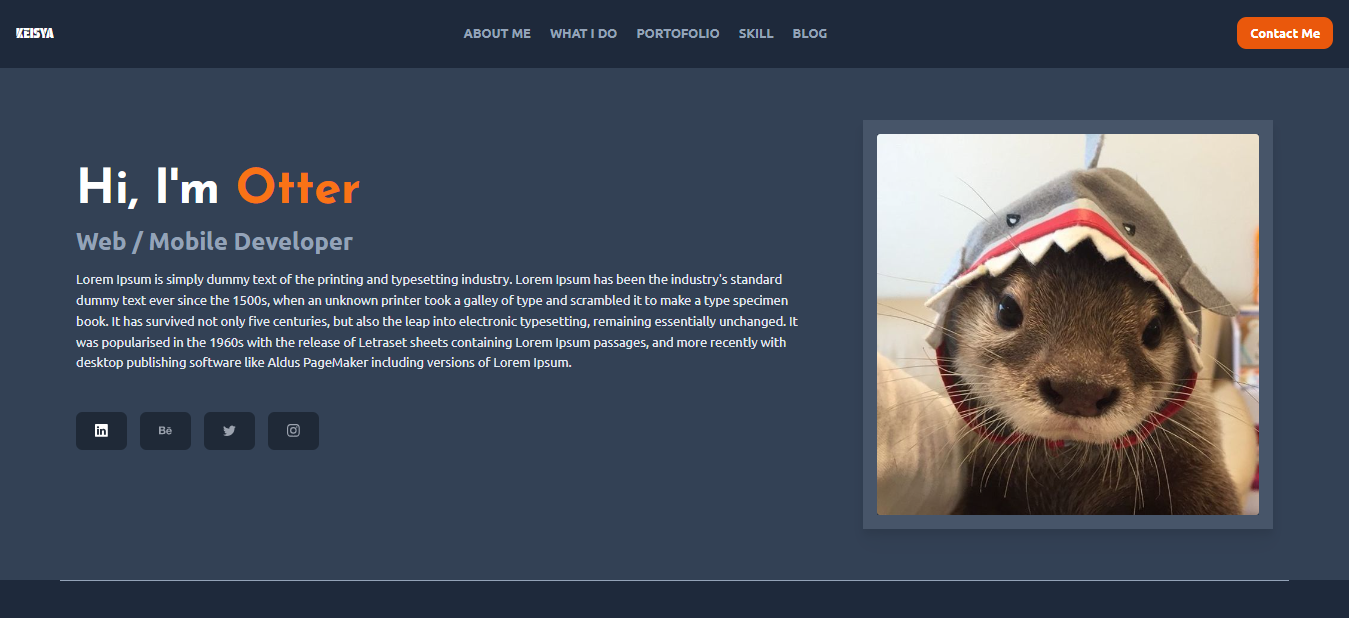 KEISYA
ABOUT ME WHAT I DO PORTOFOLIO SKILL BLOG
Contact Me
Hi, I'm Otter
Web / Mobile Developer
Lorem Ipsum is simply dummy text of the printing and typesetting industry. Lorem Ipsum has been the industry's standard
dummy text ever since the 1500s, when an unknown printer took a galley of type and scrambled it to make a type specimen
book. It has survived not only five centuries, but also the leap into electronic typesetting, remaining essentially unchanged. It
was popularised in the 1960s with the release of Letraset sheets containing Lorem Ipsum passages, and more recently with
desktop publishing software like Aldus PageMaker including versions of Lorem Ipsum.
in Bē